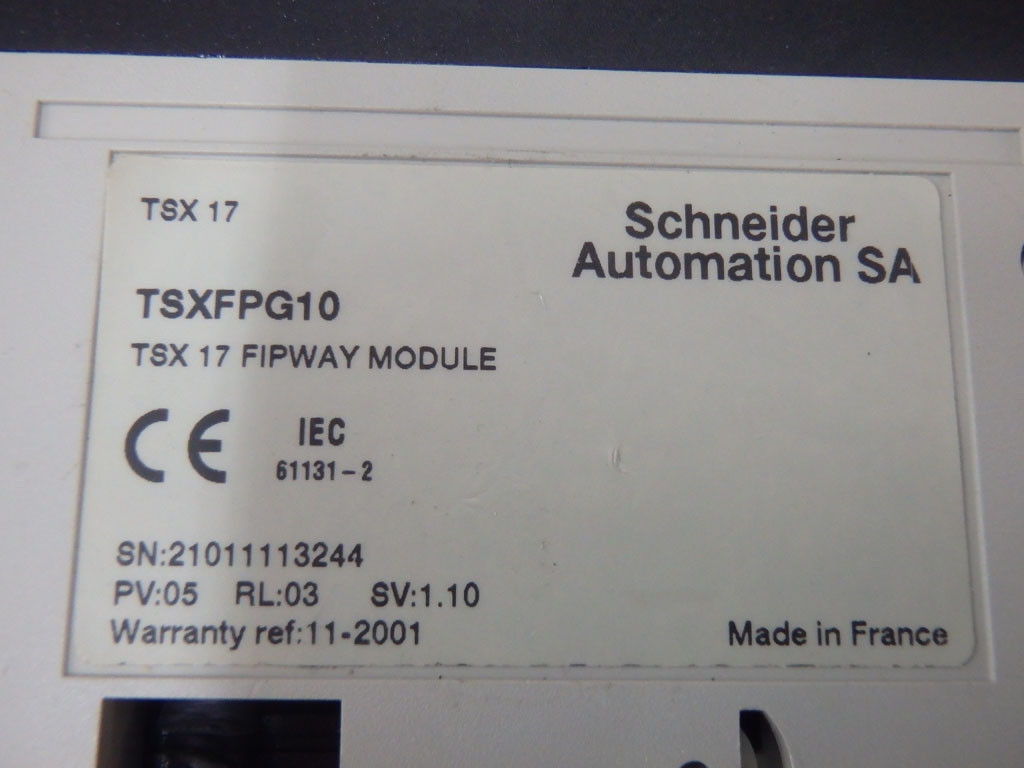 TSX 17
Schneider
Automation SA
TSXFPG10
TSX 17 FIPWAY MODULE
CE
IEC
61131-2
SN:21011113244
PV:05 RL:03 SV:1.10
Warranty ref:11-2001
Made in France